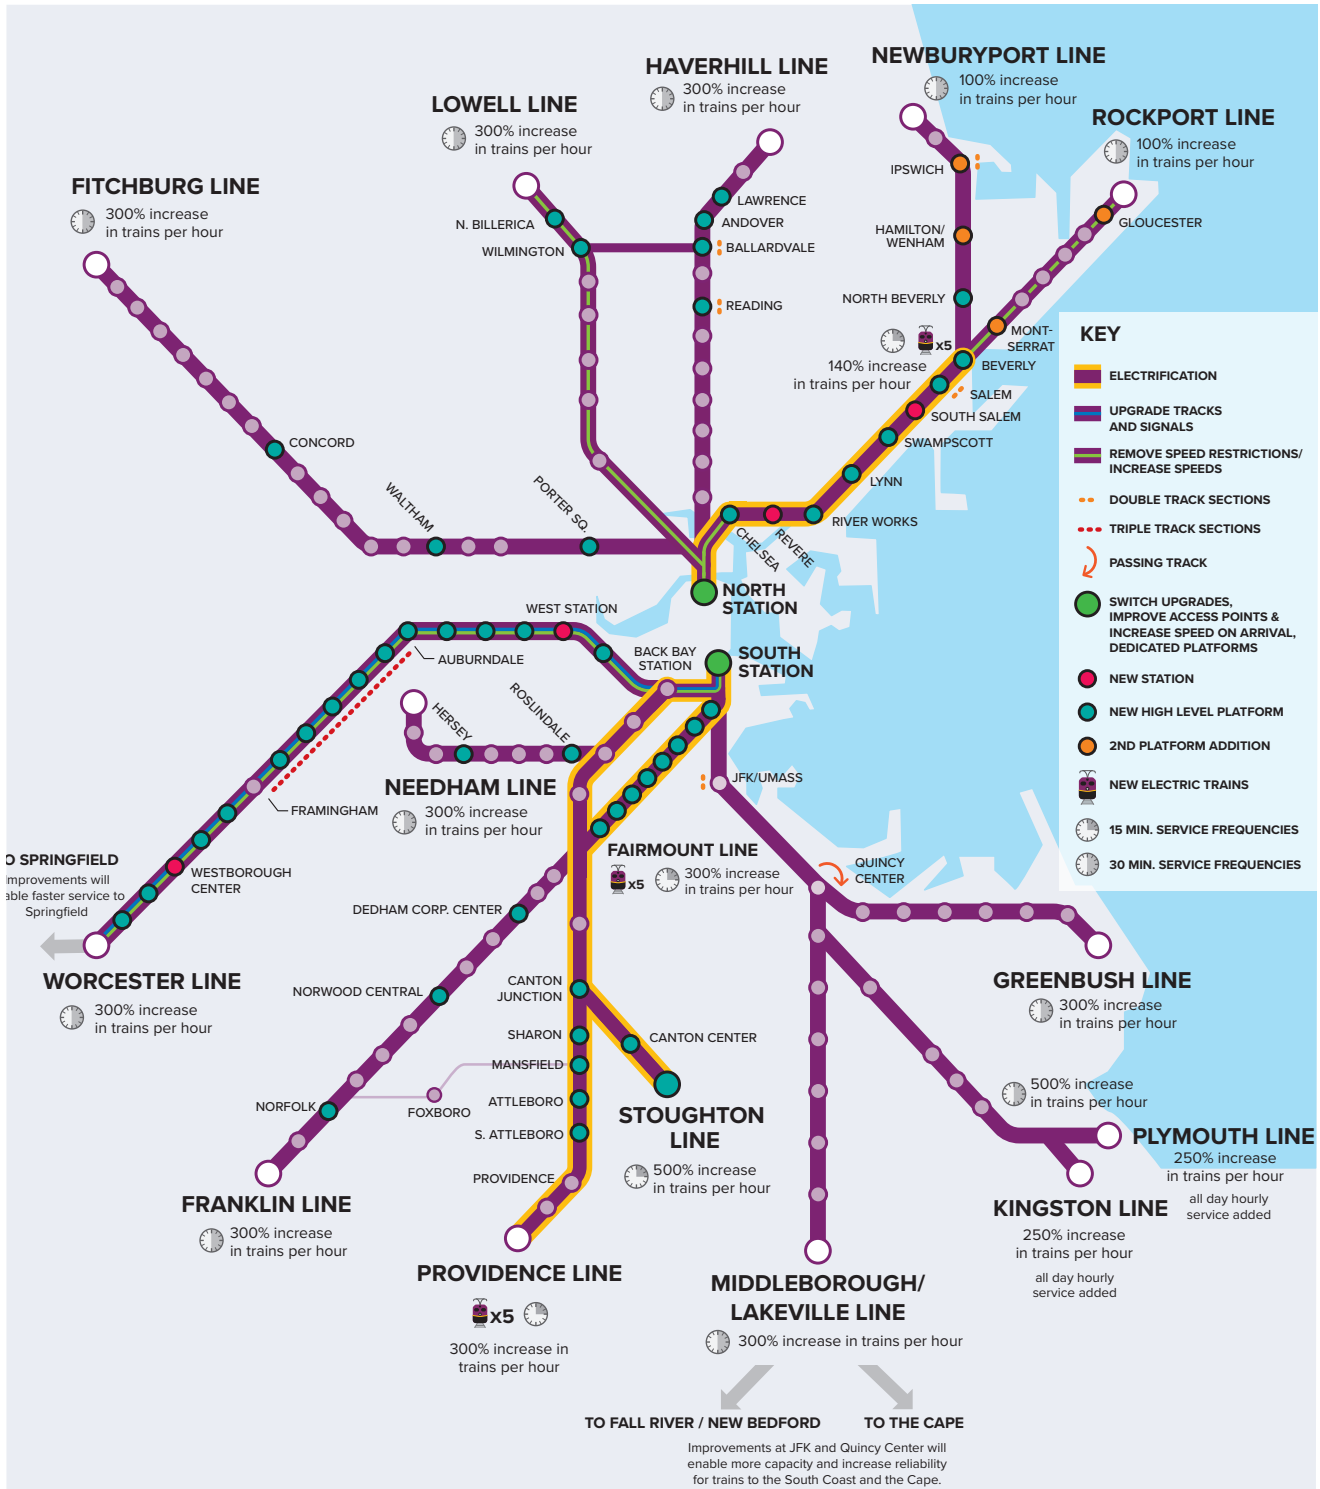 NEWBURYPORT LINE
100% increase
in trains per hour
HAVERHILL LINE
300% increase
in trains per hour
LOWELL LINE
300% increase
in trains per hour
ROCKPORT LINE
100% increase
in trains per hour
FITCHBURG LINE
300% increase
in trains per hour
IPSWICH
HAMILTON/
WENHAM
NORTH BEVERLY
GLOUCESTER
MONT-
SERRAT
BEVERLY
N. BILLERICA
WILMINGTON
LAWRENCE
ANDOVER
BALLARDVALE
READING
x5
140% increase
in trains per hour
SALEM
SOUTH SALEM
SWAMPSCOTT
LYNN
RIVER WORKS
REVERE
CHELSEA
CONCORD
WALTHAM
PORTER SQ.
NORTH
STATION
KEY
ELECTRIFICATION
UPGRADE TRACKS
AND SIGNALS
REMOVE SPEED RESTRICTIONS/
INCREASE SPEEDS
DOUBLE TRACK SECTIONS
TRIPLE TRACK SECTIONS
PASSING TRACK
SWITCH UPGRADES,
IMPROVE ACCESS POINTS &
INCREASE SPEED ON ARRIVAL,
DEDICATED PLATFORMS
NEW STATION
NEW HIGH LEVEL PLATFORM
2ND PLATFORM ADDITION
NEW ELECTRIC TRAINS
15 MIN. SERVICE FREQUENCIES
30 MIN. SERVICE FREQUENCIES
WEST STATION
BACK BAY
STATION
SOUTH
STATION
AUBURNDALE
FRAMINGHAM
HERSEY
ROSLINDALE
NEEDHAM LINE
300% increase
in trains per hour
JFK/UMASS
FAIRMOUNT LINE
x5
300% increase
in trains per hour
QUINCY
CENTER
O SPRINGFIELD
mprovements will
able faster service to
Springfield
WESTBOROUGH
CENTER
WORCESTER LINE
300% increase
in trains per hour
DEDHAM CORP. CENTER
NORWOOD CENTRAL
NORFOLK
FOXBORO
CANTON
JUNCTION
SHARON
MANSFIELD
ATTLEBORO
S. ATTLEBORO
PROVIDENCE
CANTON CENTER
STOUGHTON
LINE
500% increase
in trains per hour
GREENBUSH LINE
300% increase
in trains per hour
500% increase
in trains per hour
PLYMOUTH LINE
250% increase
in trains per hour
all day hourly
service added
KINGSTON LINE
250% increase
in trains per hour
all day hourly
service added
FRANKLIN LINE
300% increase
in trains per hour
PROVIDENCE LINE
x5
300% increase in
trains per hour
MIDDLEBOROUGH/
LAKEVILLE LINE
300% increase in trains per hour
TO FALL RIVER / NEW BEDFORD
TO THE CAPE
Improvements at JFK and Quincy Center will
enable more capacity and increase reliability
for trains to the South Coast and the Cape.